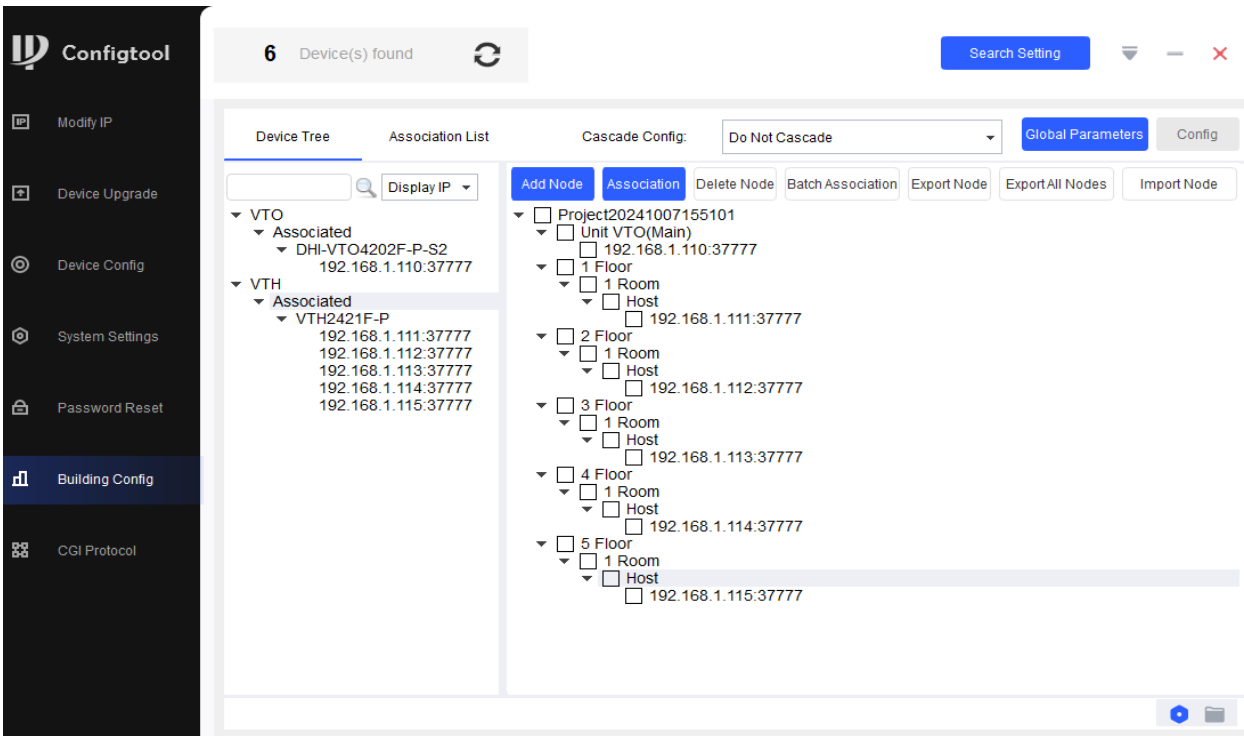 Configtool
6 Device(s) found
Search Setting
Modify IP
Device Upgrade
Device Config
System Settings
Password Reset
Building Config
CGI Protocol
Device Tree
Association List
Cascade Config:
Do Not Cascade
Global Parameters
Config
Display IP
VTO
Associated
DHI-VTO4202F-P-S2
192.168.1.110:37777
VTH
Associated
VTH2421F-P
192.168.1.111:37777
192.168.1.112:37777
192.168.1.113:37777
192.168.1.114:37777
192.168.1.115:37777
Add Node
Association
Delete Node
Batch Association
Export Node
Export All Nodes
Import Node
Project20241007155101
Unit VTO(Main)
192.168.1.110:37777
1 Floor
1 Room
Host
192.168.1.111:37777
2 Floor
1 Room
Host
192.168.1.112:37777
3 Floor
1 Room
Host
192.168.1.113:37777
4 Floor
1 Room
Host
192.168.1.114:37777
5 Floor
1 Room
Host
192.168.1.115:37777